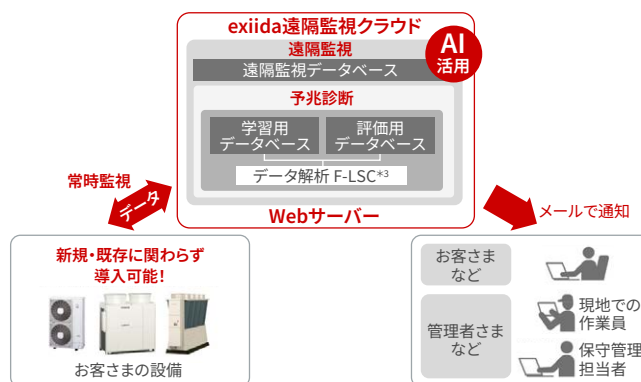 exiida遠隔監視クラウド
遠隔監視
AI
活用
遠隔監視データベース
予兆診断
学習用
データベース
評価用
データベース
データ解析 F-LSC*3
常時監視
データ
Webサーバー
メールで通知
新規・既存に関わらず
導入可能!
お客さまの設備
お客さま
など
管理者さま
など
現地での
作業員
保守管理
担当者